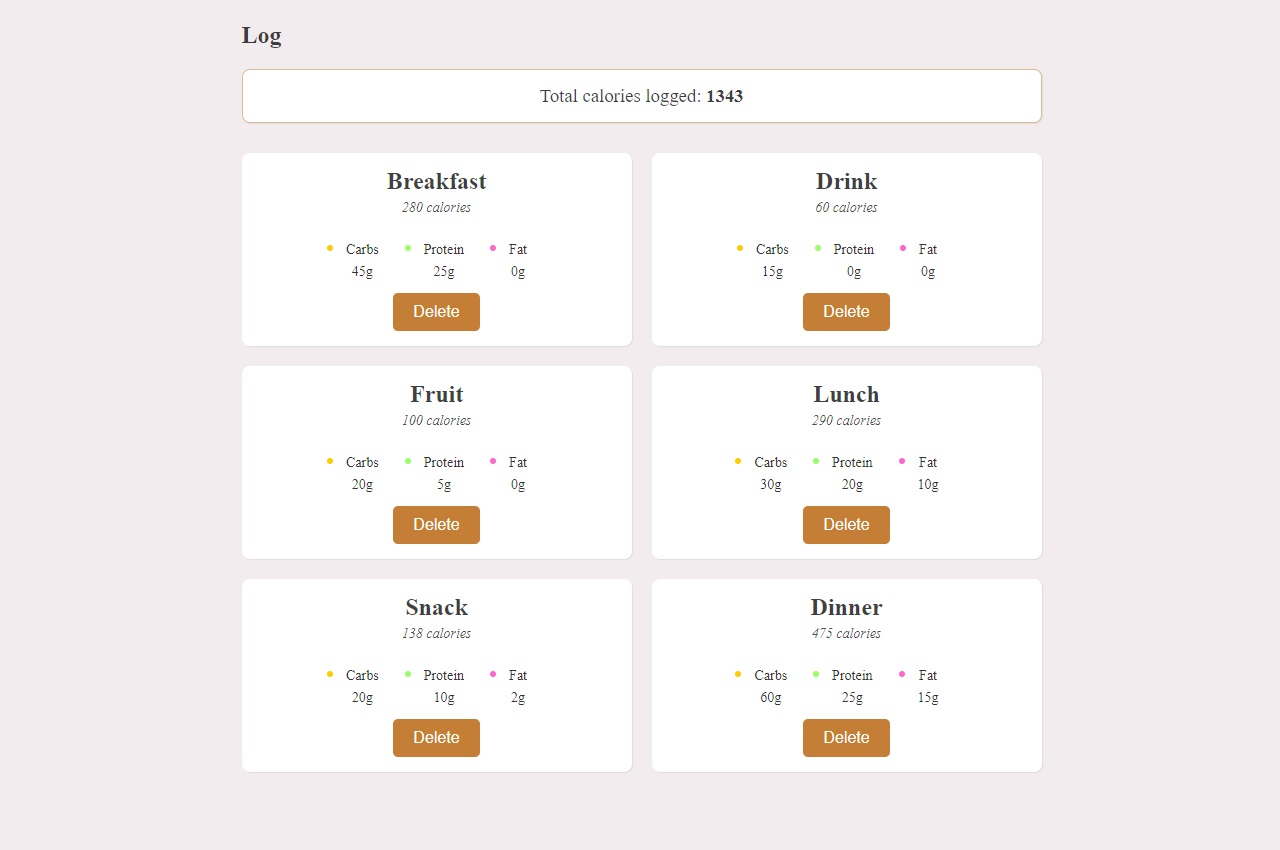 Log
Total calories logged: 1343
Breakfast
280 calories
Carbs Protein Fat
45g 25g 0g
Delete
Drink
60 calories
Carbs Protein Fat
15g 0g 0g
Delete
Fruit
100 calories
Carbs Protein Fat
20g 5g 0g
Delete
Lunch
290 calories
Carbs Protein Fat
30g 20g 10g
Delete
Snack
138 calories
Carbs Protein Fat
20g 10g 2g
Delete
Dinner
475 calories
Carbs Protein Fat
60g 25g 15g
Delete